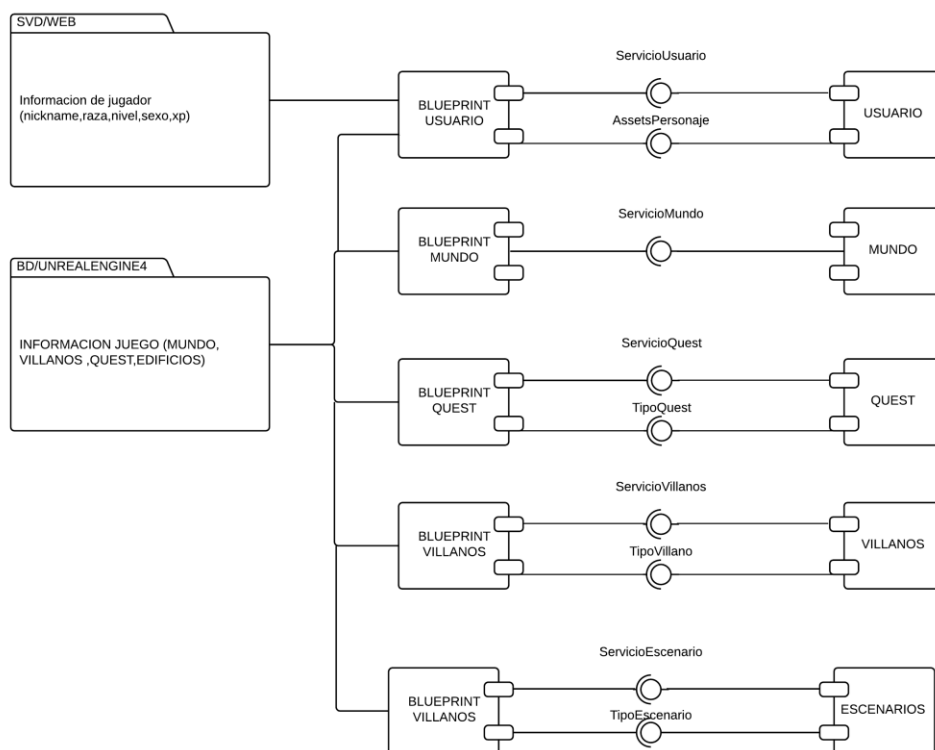 SVD/WEB
Informacion de jugador
(nickname,raza,nivel,sexo,xp)
BLUEPRINT
USUARIO
ServicioUsuario
AssetsPersonaje
USUARIO
BLUEPRINT
MUNDO
ServicioMundo
MUNDO
BD/UNREALENGINE4
INFORMACION JUEGO (MUNDO,
VILLANOS ,QUEST,EDIFICIOS)
BLUEPRINT
QUEST
ServicioQuest
TipoQuest
QUEST
BLUEPRINT
VILLANOS
ServicioVillanos
TipoVillano
VILLANOS
BLUEPRINT
VILLANOS
ServicioEscenario
TipoEscenario
ESCENARIOS